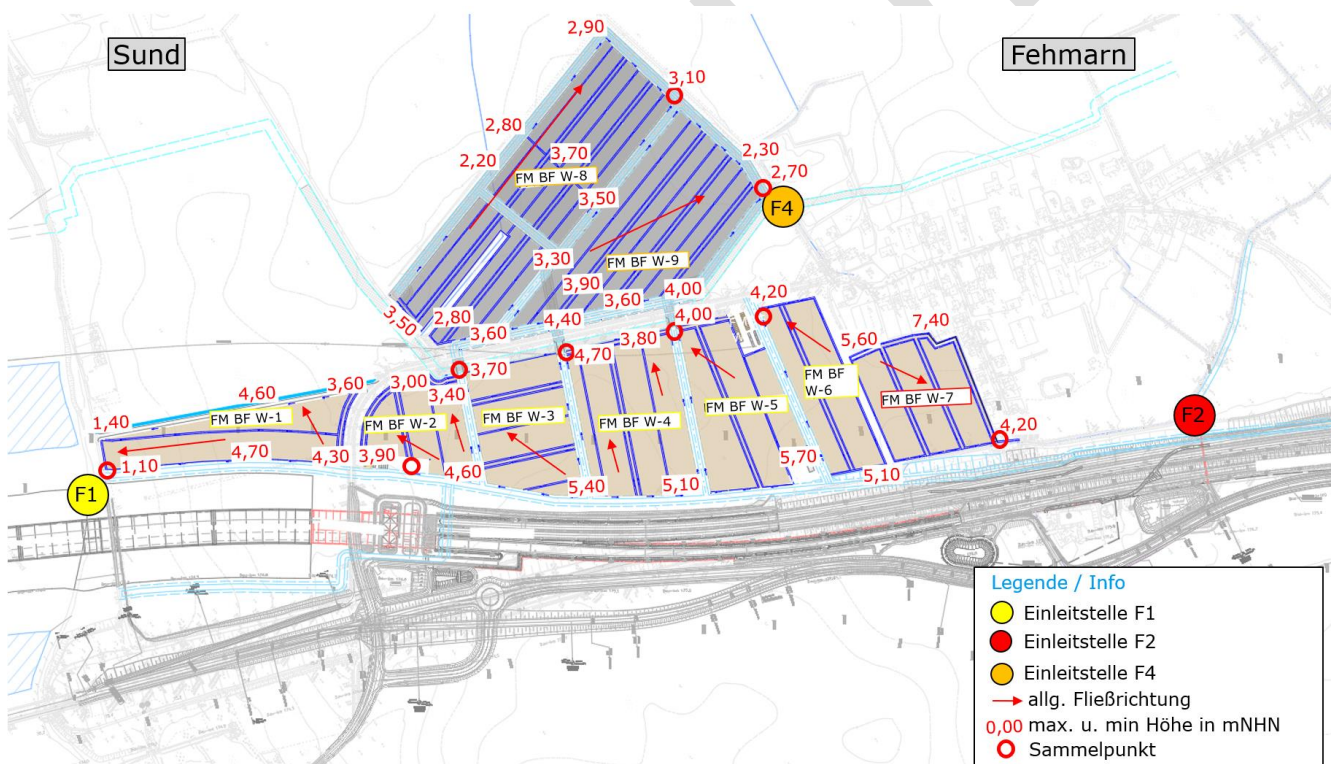 Sund
Fehmarn
2,90
3,10
2,80
2,30
2,20
3,70
2,70
FM BF W-8
F4
3,50
3,30
FM BF W-9
3,90
4,00
3,60
4,20
3,50
2,80
3,60
4,40
4,00
3,80
7,40
5,60
4,70
3,70
4,60
3,60
3,00
3,40
FM BF
W-6
FM BF W-7
1,40
FM BF W-1
FM BF W-2
FM BF W-3
FM BF W-4
FM BF W-5
F2
1,10
4,70
4,30
3,90
4,60
5,40
5,10
5,70
5,10
4,20
F1
Legende / Info
Einleitstelle F1
Einleitstelle F2
Einleitstelle F4
allg. Fließrichtung
0,00 max. u. min Höhe in mNHN
Sammelpunkt